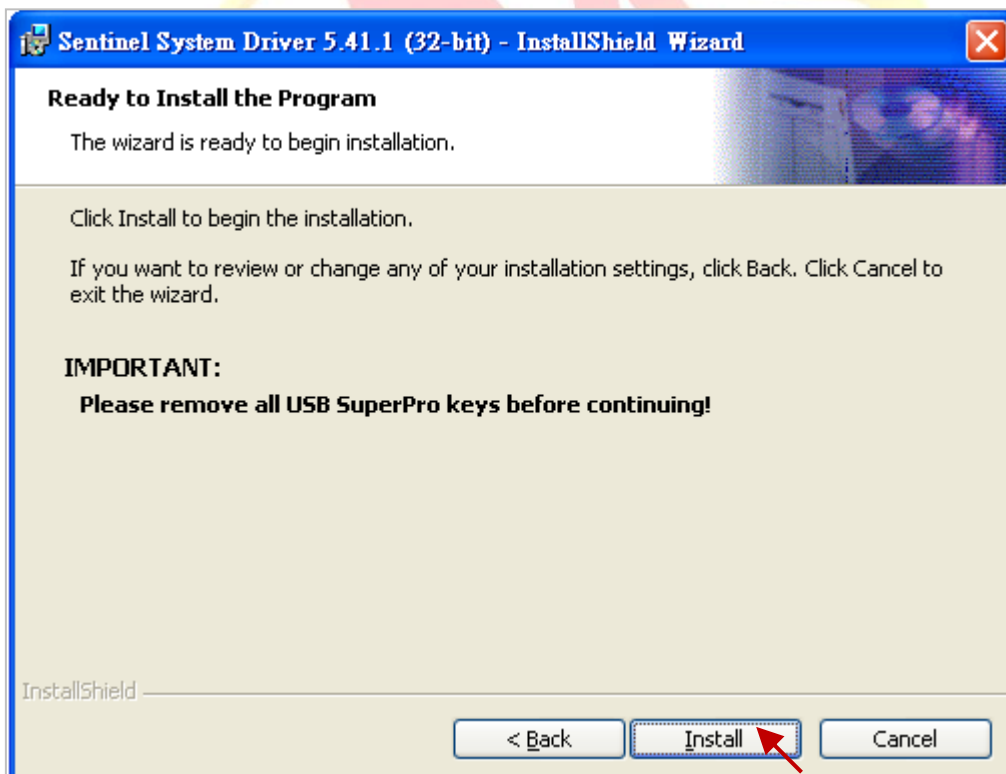 Sentinel System Driver 5.41.1 (32-bit) - InstallShield Wizard
Ready to Install the Program
The wizard is ready to begin installation.
Click Install to begin the installation.
If you want to review or change any of your installation settings, click Back. Click Cancel to
exit the wizard.
IMPORTANT:
Please remove all USB SuperPro keys before continuing!
InstallShield
< Back
Install
Cancel